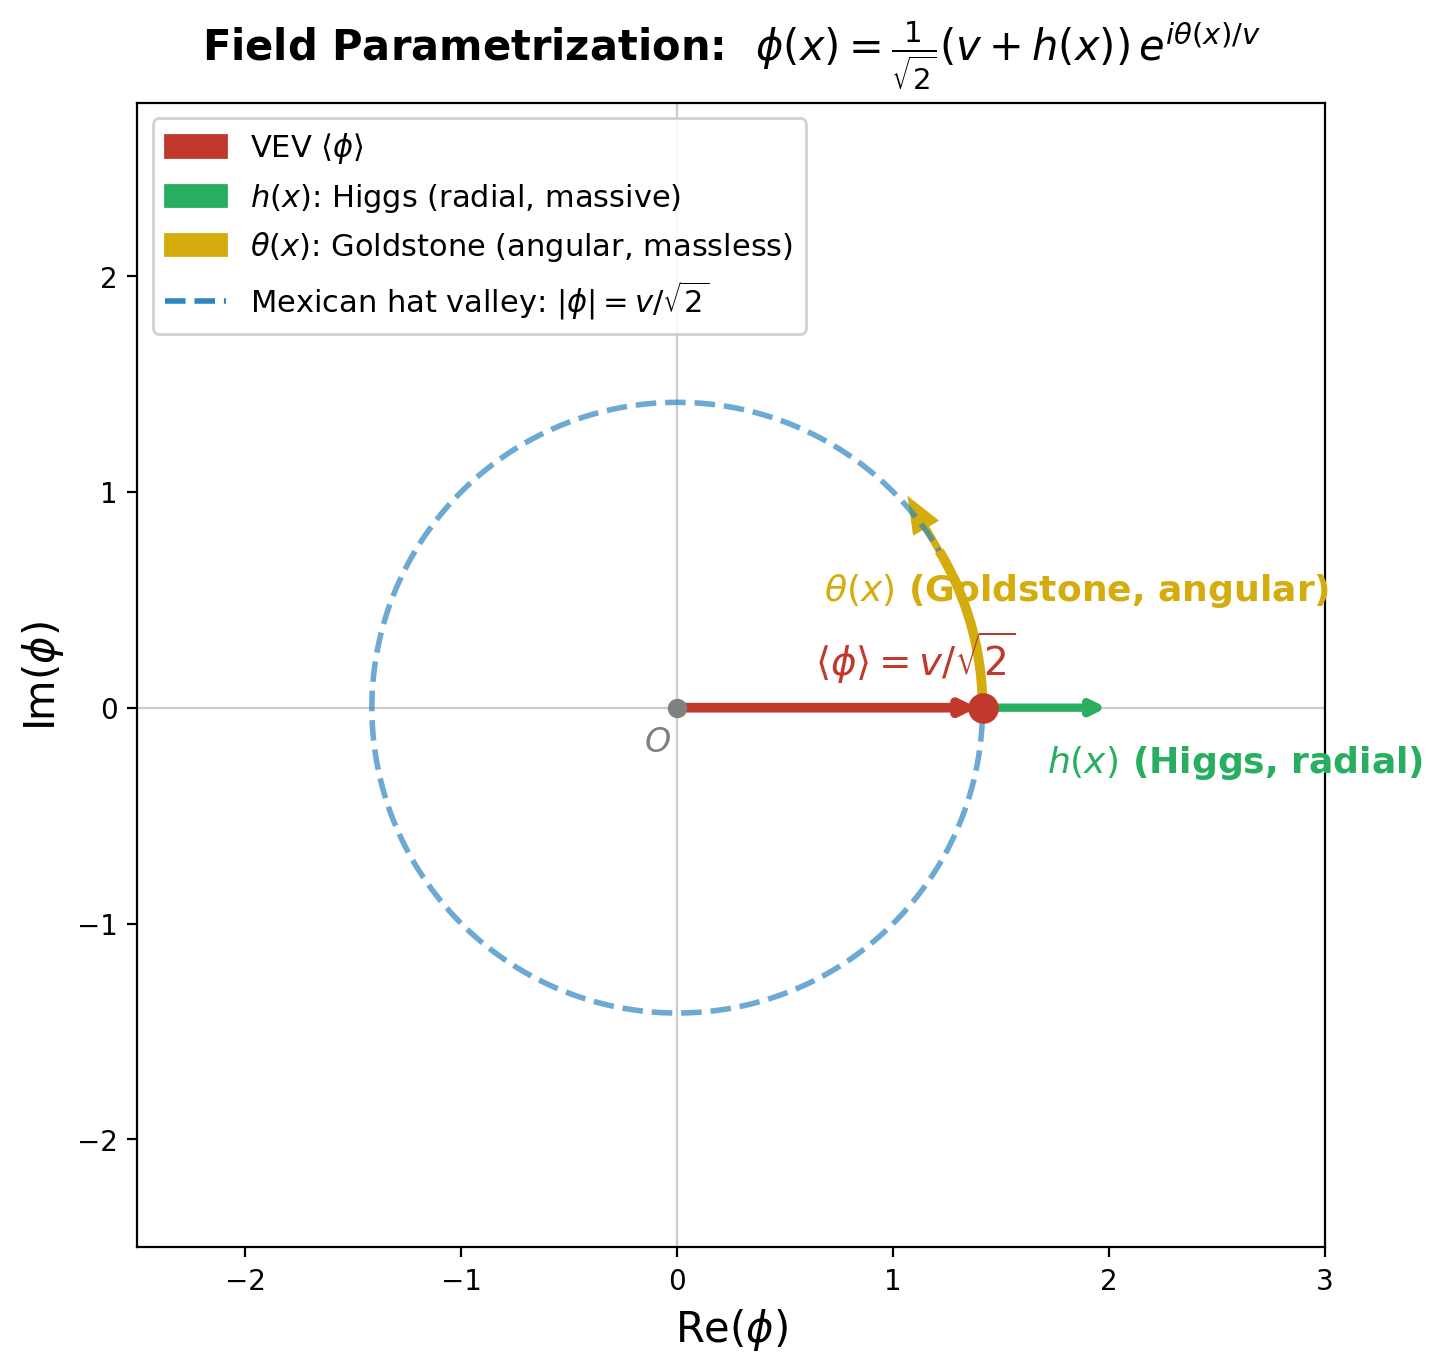 Field Parametrization: ϕ(x) = 1/√2 (v + h(x)) e^{iθ(x)/v}
VEV ⟨ϕ⟩
h(x): Higgs (radial, massive)
θ(x): Goldstone (angular, massless)
Mexican hat valley: |ϕ| = v/√2
2
1
0
−1
−2
Im(ϕ)
θ(x) (Goldstone, angular)
⟨ϕ⟩ = v/√2
O
h(x) (Higgs, radial)
−2 −1 0 1 2 3
Re(ϕ)